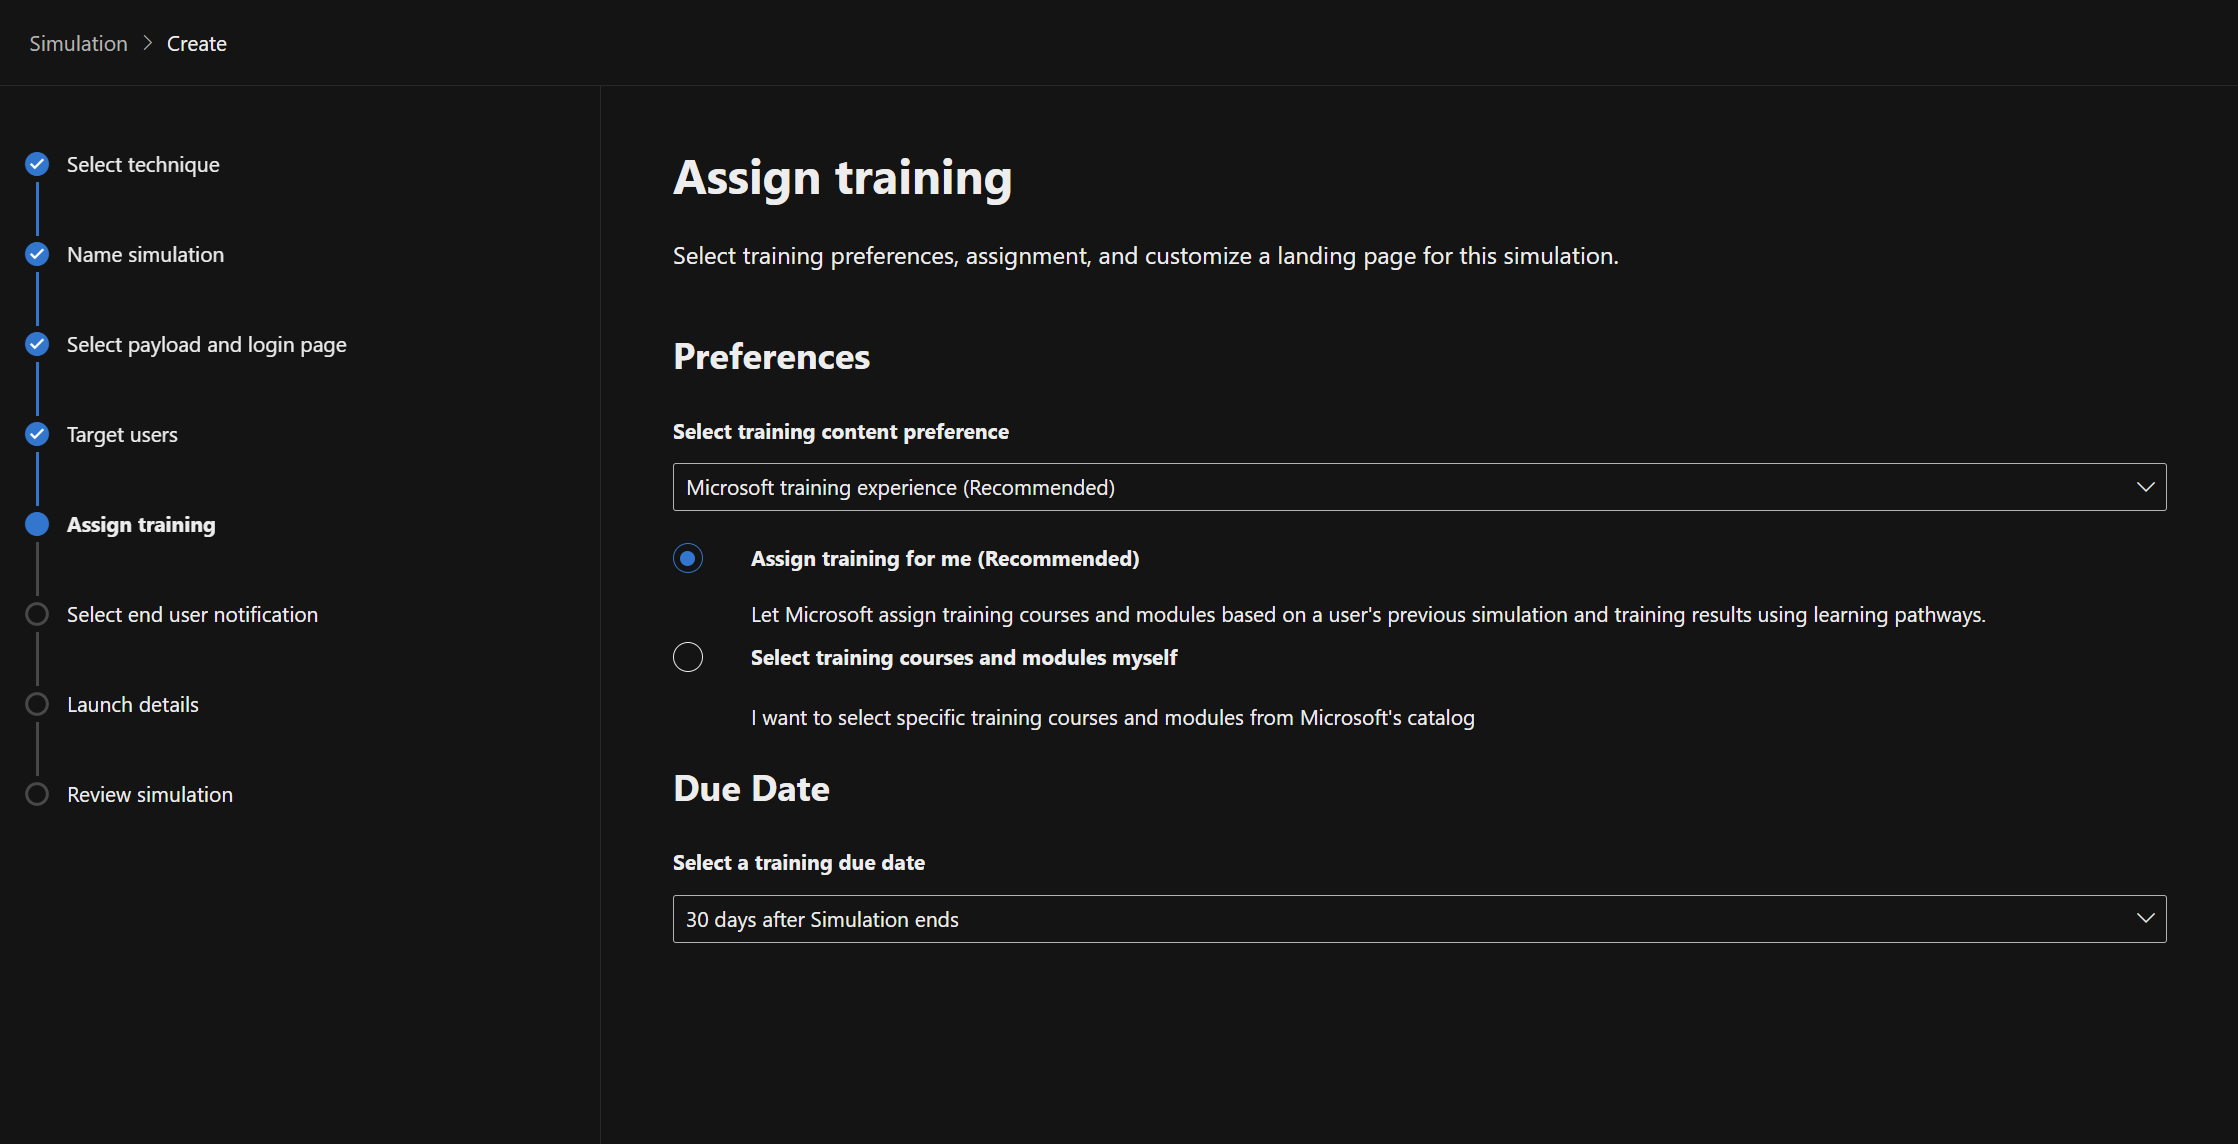 Simulation > Create
Select technique
Name simulation
Select payload and login page
Target users
Assign training
Select end user notification
Launch details
Review simulation
Assign training
Select training preferences, assignment, and customize a landing page for this simulation.
Preferences
Select training content preference
Microsoft training experience (Recommended)
Assign training for me (Recommended)
Let Microsoft assign training courses and modules based on a user's previous simulation and training results using learning pathways.
Select training courses and modules myself
I want to select specific training courses and modules from Microsoft's catalog
Due Date
Select a training due date
30 days after Simulation ends